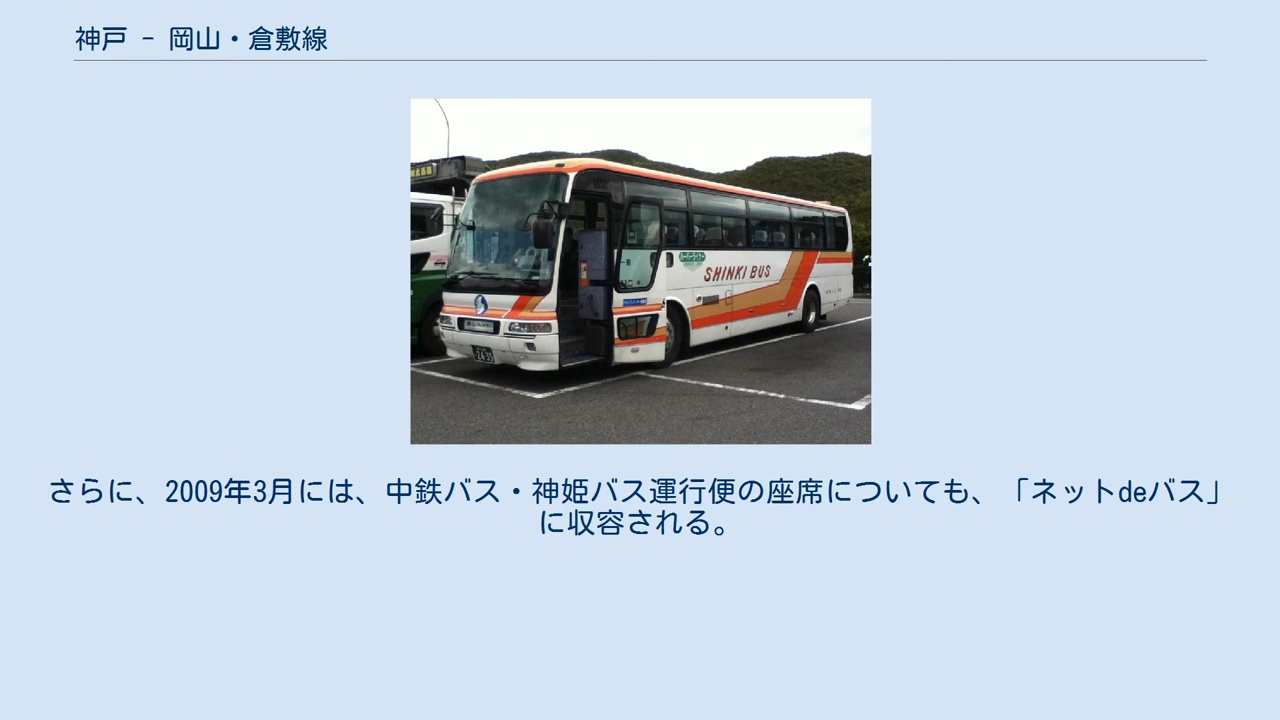 神戸 - 岡山・倉敷線
SHINKI BUS
24-35
さらに、2009年3月には、中鉄バス・神姫バス運行便の座席についても、「ネットdeバス」
に収容される。